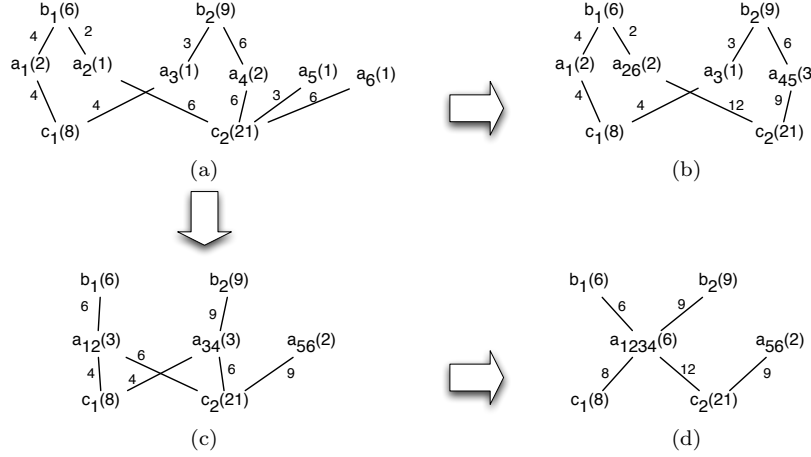 b1(6) b2(9) b1(6) b2(9)
4 2 3 6 4 2 3 6
a1(2) a2(1) a3(1) a4(2) a5(1) a6(1) a1(2) a26(2) a3(1) a45(3
4 4 6 6 3 6 4 4 12 9
c1(8) c2(21) c1(8) c2(21)
(a) (b)
b1(6) b2(9) b1(6) b2(9)
6 9 6 9
a12(3) a34(3) a56(2) a1234(6) a56(2)
4 6 4 6 9 8 12 9
c1(8) c2(21) c1(8) c2(21)
(c) (d)